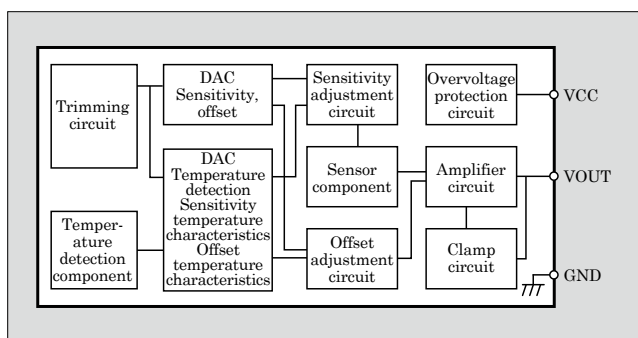 Trimming
circuit
DAC
Sensitivity,
offset
Sensitivity
adjustment
circuit
Overvoltage
protection
circuit
VCC
DAC
Temperature
detection
Sensitivity
temperature
characteristics
Offset
temperature
characteristics
Sensor
component
Amplifier
circuit
VOUT
Temper-
ature
detection
component
Offset
adjustment
circuit
Clamp
circuit
GND